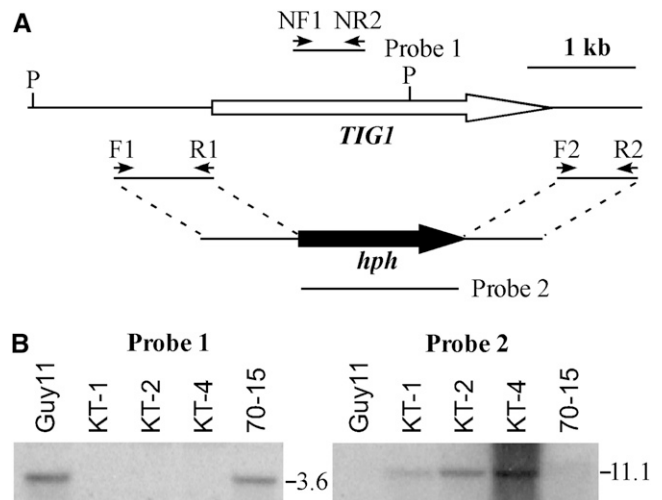 A
NF1 NR2
Probe 1
1 kb
P
P
TIG1
F1 R1 F2 R2
hph
Probe 2
B
Probe 1 Probe 2
Guy11 KT-1 KT-2 KT-4 70-15 Guy11 KT-1 KT-2 KT-4 70-15
–3.6 –11.1